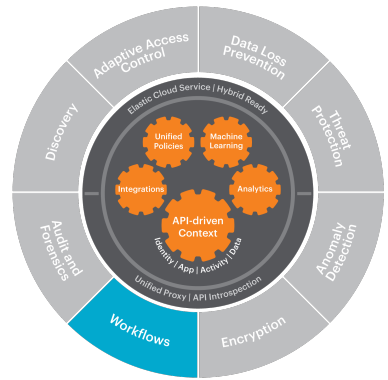 Adaptive Access
Control
Data Loss
Prevention
Threat
Protection
Anomaly
Detection
Encryption
Workflows
Audit and
Forensics
Discovery
Elastic Cloud Service | Hybrid Ready
Unified
Policies
Machine
Learning
Integrations
Analytics
API-driven
Context
Identity | App | Activity | Data
Unified Proxy | API Introspection